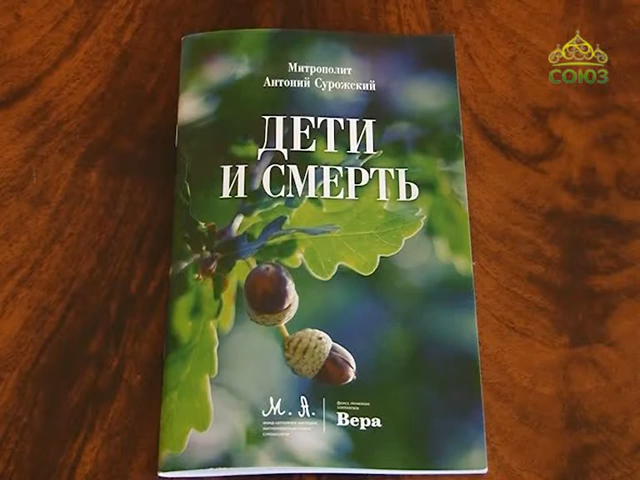 СОЮЗ
Митрополит
Антоний Сурожский
ДЕТИ
И СМЕРТЬ
М. А.
Вера